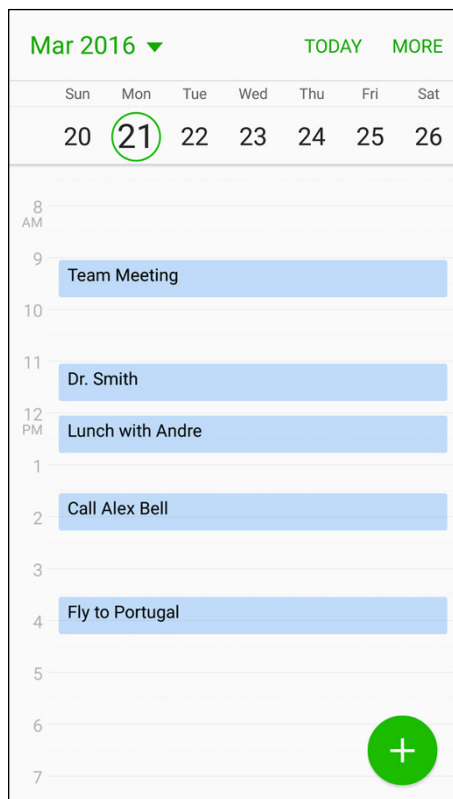 Mar 2016 TODAY MORE
Sun Mon Tue Wed Thu Fri Sat
20 21 22 23 24 25 26
8
AM
9
Team Meeting
10
11
Dr. Smith
12
PM
Lunch with Andre
1
Call Alex Bell
2
3
Fly to Portugal
4
5
6
+
7